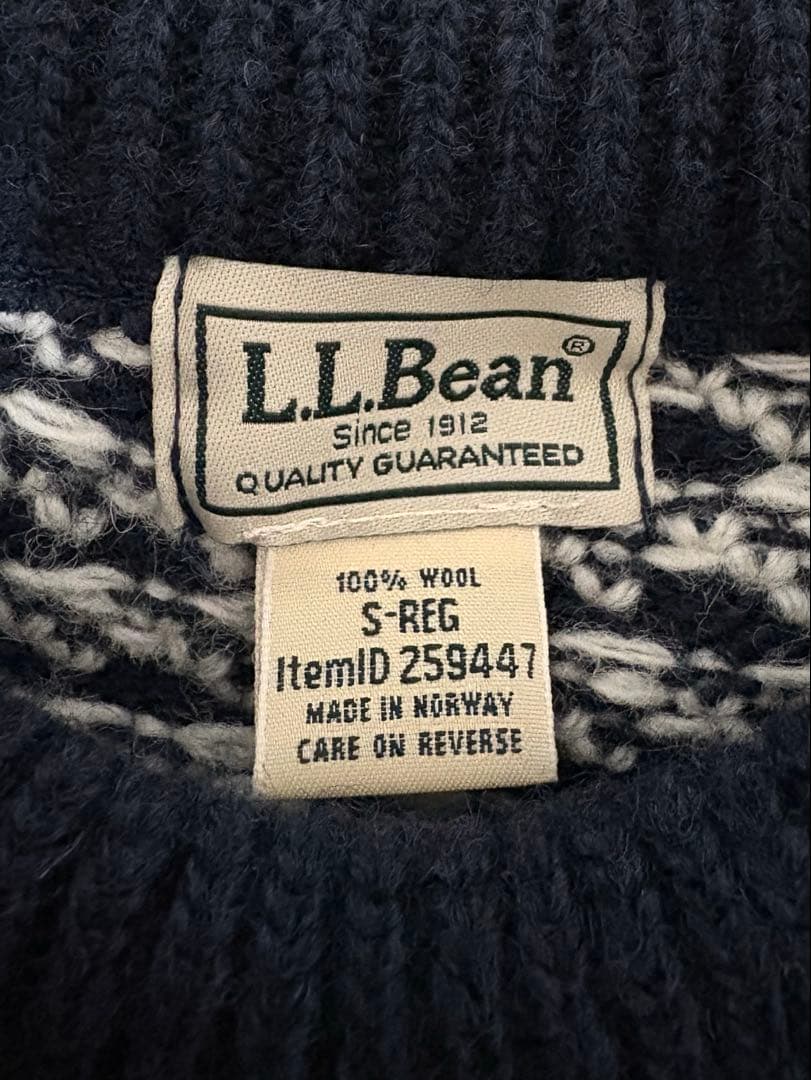 L.L.Bean®
Since 1912
QUALITY GUARANTEED
100% WOOL
S-REG
ItemID 259447
MADE IN NORWAY
CARE ON REVERSE